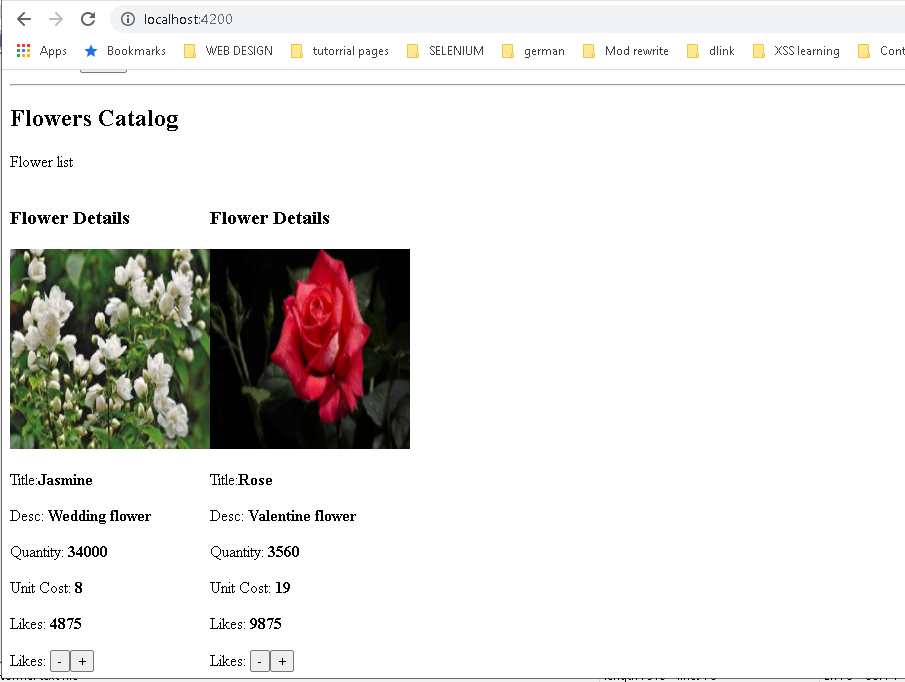 localhost:4200
Apps Bookmarks WEB DESIGN tutorrial pages SELENIUM german Mod rewrite dlink XSS learning Cont
Flowers Catalog
Flower list
Flower Details Flower Details
Title:Jasmine Title:Rose
Desc: Wedding flower Desc: Valentine flower
Quantity: 34000 Quantity: 3560
Unit Cost: 8 Unit Cost: 19
Likes: 4875 Likes: 9875
Likes: - + Likes: - +